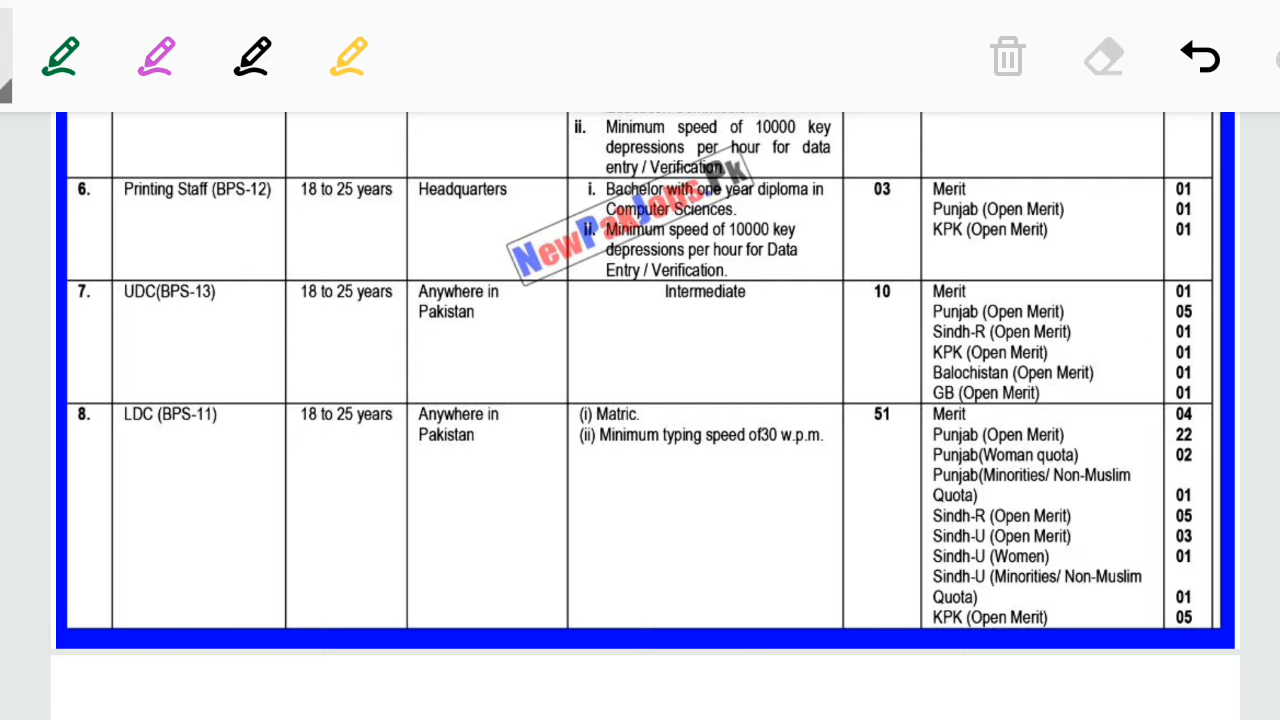 ii. Minimum speed of 10000 key
depressions per hour for data
entry / Verification.
6. Printing Staff (BPS-12) 18 to 25 years Headquarters i. Bachelor with one year diploma in 03 Merit 01
Computer Sciences. Punjab (Open Merit) 01
ii. Minimum speed of 10000 key KPK (Open Merit) 01
depressions per hour for Data
Entry / Verification.
NewPakJobs.Pk
7. UDC(BPS-13) 18 to 25 years Anywhere in Intermediate 10 Merit 01
Pakistan Punjab (Open Merit) 05
Sindh-R (Open Merit) 01
KPK (Open Merit) 01
Balochistan (Open Merit) 01
GB (Open Merit) 01
8. LDC (BPS-11) 18 to 25 years Anywhere in (i) Matric. 51 Merit 04
Pakistan (ii) Minimum typing speed of30 w.p.m. Punjab (Open Merit) 22
Punjab(Woman quota) 02
Punjab(Minorities/ Non-Muslim
Quota) 01
Sindh-R (Open Merit) 05
Sindh-U (Open Merit) 03
Sindh-U (Women) 01
Sindh-U (Minorities/ Non-Muslim
Quota) 01
KPK (Open Merit) 05